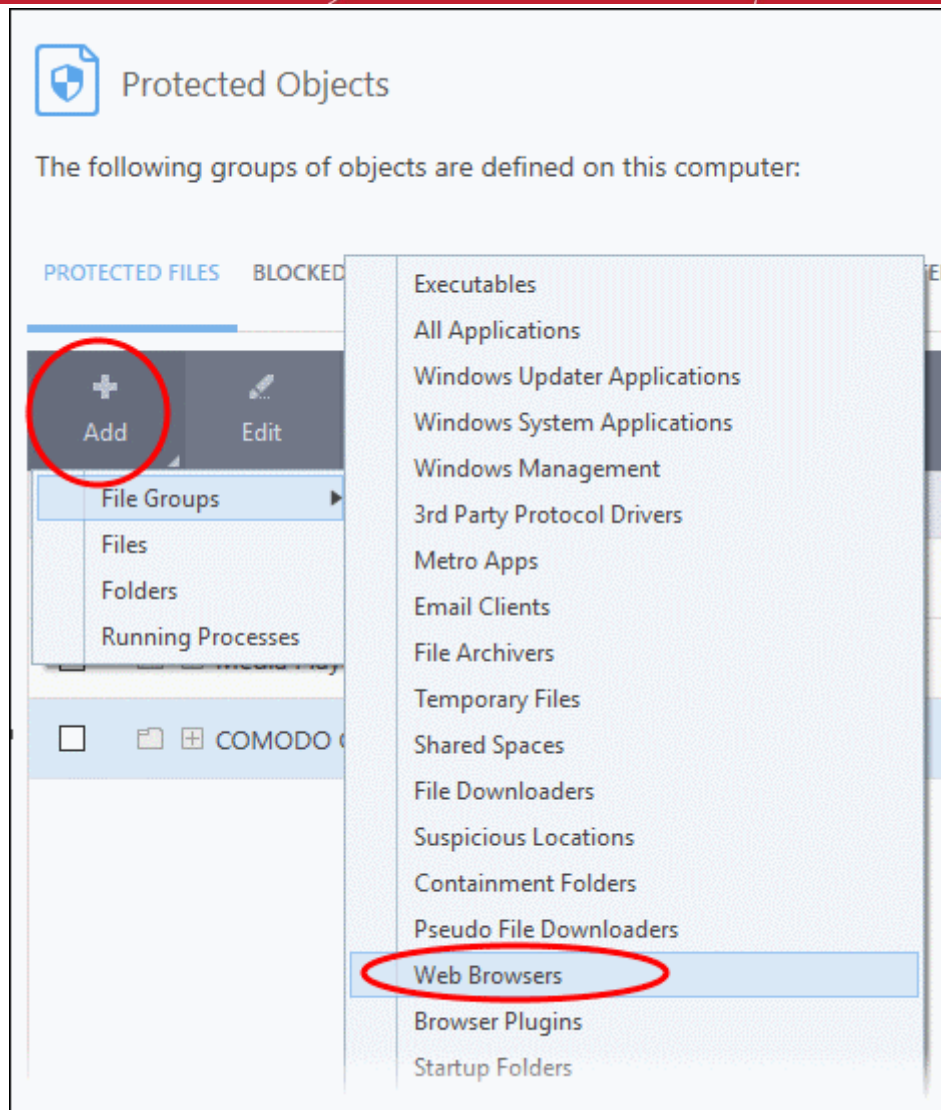 Protected Objects
The following groups of objects are defined on this computer:
PROTECTED FILES BLOCKED
Add Edit
File Groups
Files
Folders
Running Processes
COMODO
Executables
All Applications
Windows Updater Applications
Windows System Applications
Windows Management
3rd Party Protocol Drivers
Metro Apps
Email Clients
File Archivers
Temporary Files
Shared Spaces
File Downloaders
Suspicious Locations
Containment Folders
Pseudo File Downloaders
Web Browsers
Browser Plugins
Startup Folders